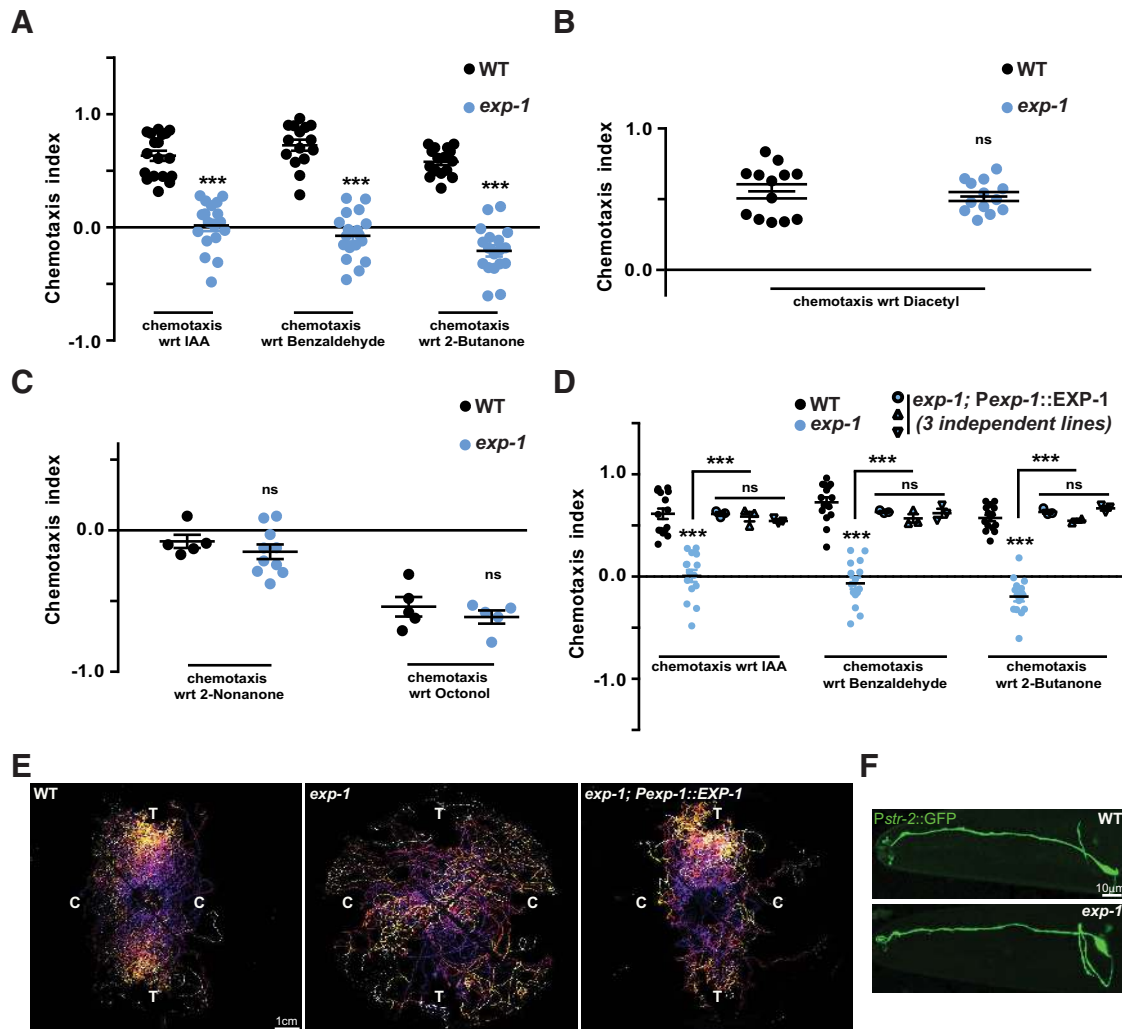 A
Chemotaxis index
1.0
0.0
-1.0
WT
exp-1
***
***
***
chemotaxis
wrt IAA
chemotaxis
wrt Benzaldehyde
chemotaxis
wrt 2-Butanone
B
Chemotaxis index
1.0
0.0
WT
exp-1
ns
chemotaxis wrt Diacetyl
C
Chemotaxis index
0.0
-1.0
WT
exp-1
ns
ns
chemotaxis
wrt 2-Nonanone
chemotaxis
wrt Octonol
D
Chemotaxis index
1.0
0.0
-1.0
WT
exp-1
exp-1; Pexp-1::EXP-1
(3 independent lines)
***
ns
***
***
ns
***
***
ns
***
chemotaxis wrt IAA
chemotaxis
wrt Benzaldehyde
chemotaxis
wrt 2-Butanone
E
WT
T
C
C
T
1cm
exp-1
T
C
C
T
exp-1; Pexp-1::EXP-1
T
C
C
T
F
Pstr-2::GFP
WT
10µm
exp-1